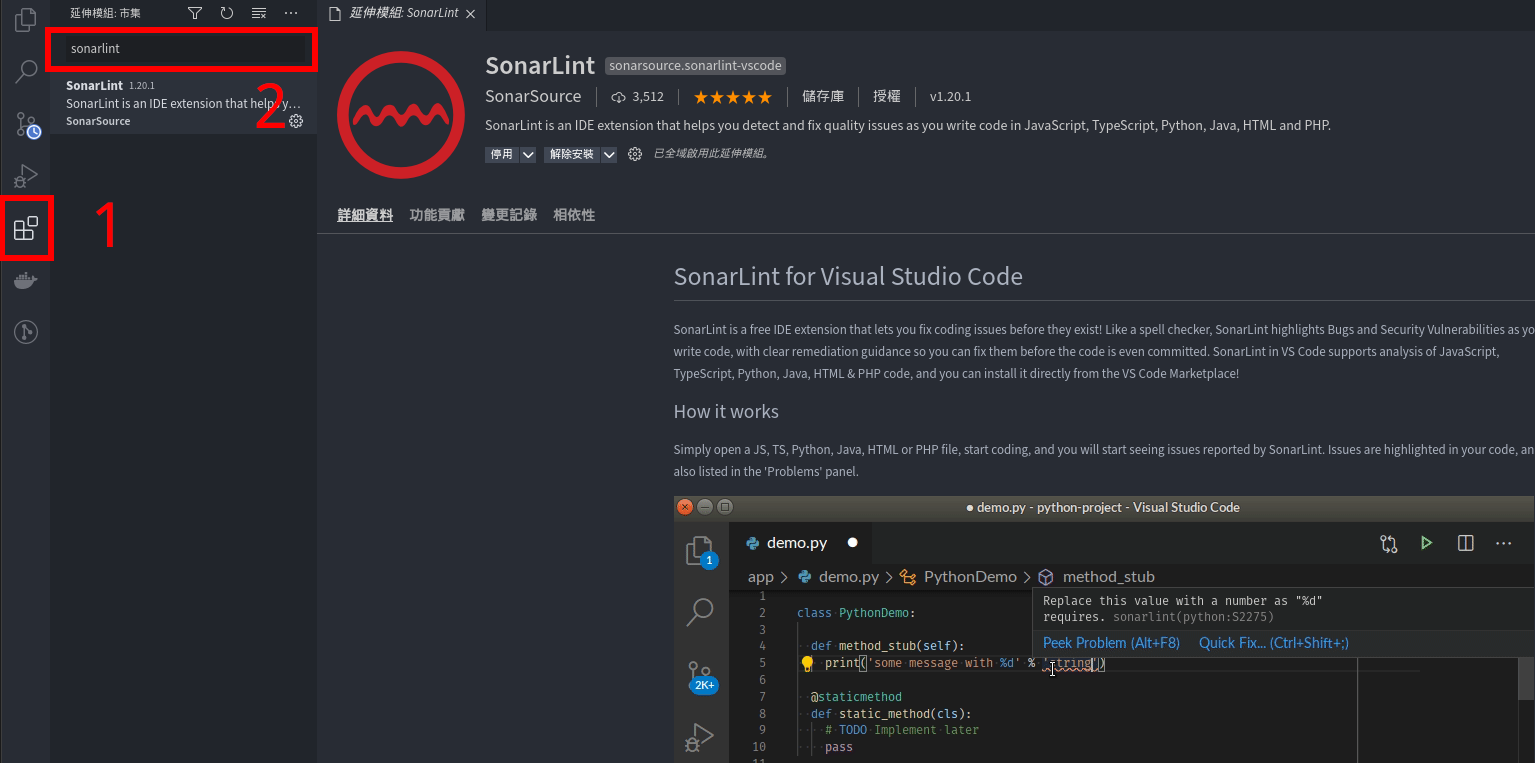 延伸模組: 市集
sonarlint
SonarLint 1.20.1
SonarLint is an IDE extension that helps y…
SonarSource
1
2
延伸模組: SonarLint
SonarLint sonarsource.sonarlint-vscode
SonarSource 3,512 儲存庫 授權 v1.20.1
SonarLint is an IDE extension that helps you detect and fix quality issues as you write code in JavaScript, TypeScript, Python, Java, HTML and PHP.
停用 解除安裝 已全域啟用此延伸模組。
詳細資料 功能貢獻 變更記錄 相依性
SonarLint for Visual Studio Code
SonarLint is a free IDE extension that lets you fix coding issues before they exist! Like a spell checker, SonarLint highlights Bugs and Security Vulnerabilities as yo
write code, with clear remediation guidance so you can fix them before the code is even committed. SonarLint in VS Code supports analysis of JavaScript,
TypeScript, Python, Java, HTML & PHP code, and you can install it directly from the VS Code Marketplace!
How it works
Simply open a JS, TS, Python, Java, HTML or PHP file, start coding, and you will start seeing issues reported by SonarLint. Issues are highlighted in your code, an
also listed in the 'Problems' panel.
● demo.py - python-project - Visual Studio Code
1
2K+
demo.py ●
app > demo.py > PythonDemo > method_stub
Replace this value with a number as "%d"
requires. sonarlint(python:S2275)
Peek Problem (Alt+F8) Quick Fix... (Ctrl+Shift+;)
1
2 class PythonDemo:
3
4 def method_stub(self):
5 print('some message with %d' % 'string')
6
7 @staticmethod
8 def static_method(cls):
9 # TODO Implement later
10 pass
11